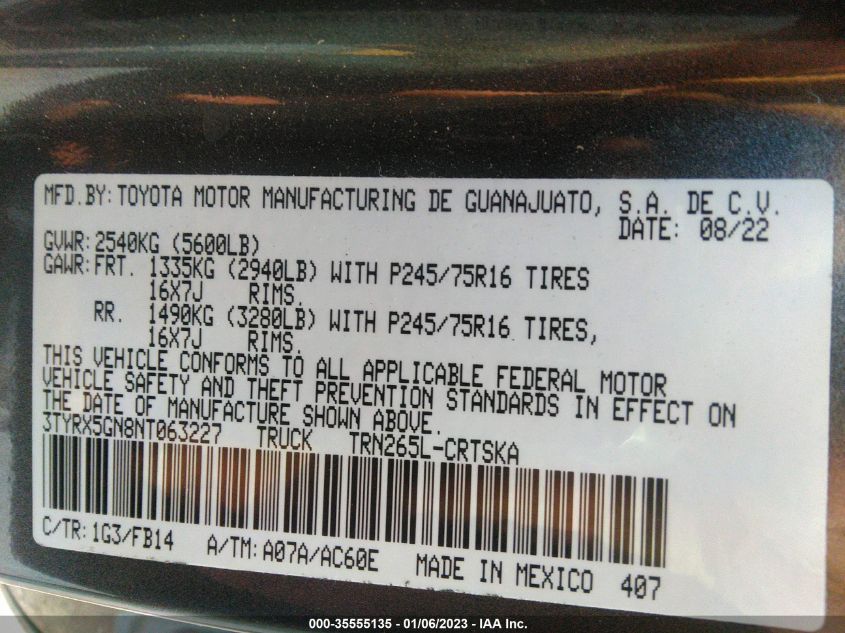 MFD.BY:TOYOTA MOTOR MANUFACTURING DE GUANAJUATO, S.A. DE C.V.
DATE: 08/22
GVWR:2540KG (5600LB)
GAWR:FRT. 1335KG (2940LB) WITH P245/75R16 TIRES
16X7J RIMS.
RR. 1490KG (3280LB) WITH P245/75R16 TIRES,
16X7J RIMS.
THIS VEHICLE CONFORMS TO ALL APPLICABLE FEDERAL MOTOR
VEHICLE SAFETY AND THEFT PREVENTION STANDARDS IN EFFECT ON
THE DATE OF MANUFACTURE SHOWN ABOVE.
3TYRX5GN8NT063227 TRUCK TRN265L-CRTSKA
C/TR:1G3/FB14 A/TM:A07A/AC60E MADE IN MEXICO 407
000-35555135 - 01/06/2023 - IAA Inc.